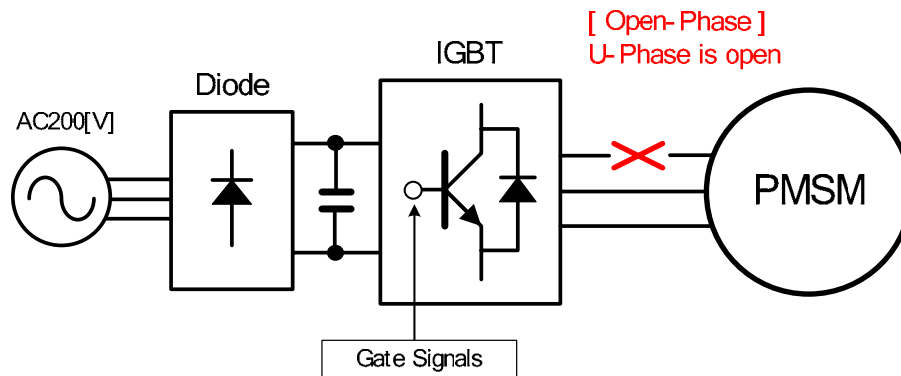 [ Open-Phase ]
U-Phase is open
IGBT
Diode
AC200[V]
PMSM
Gate Signals